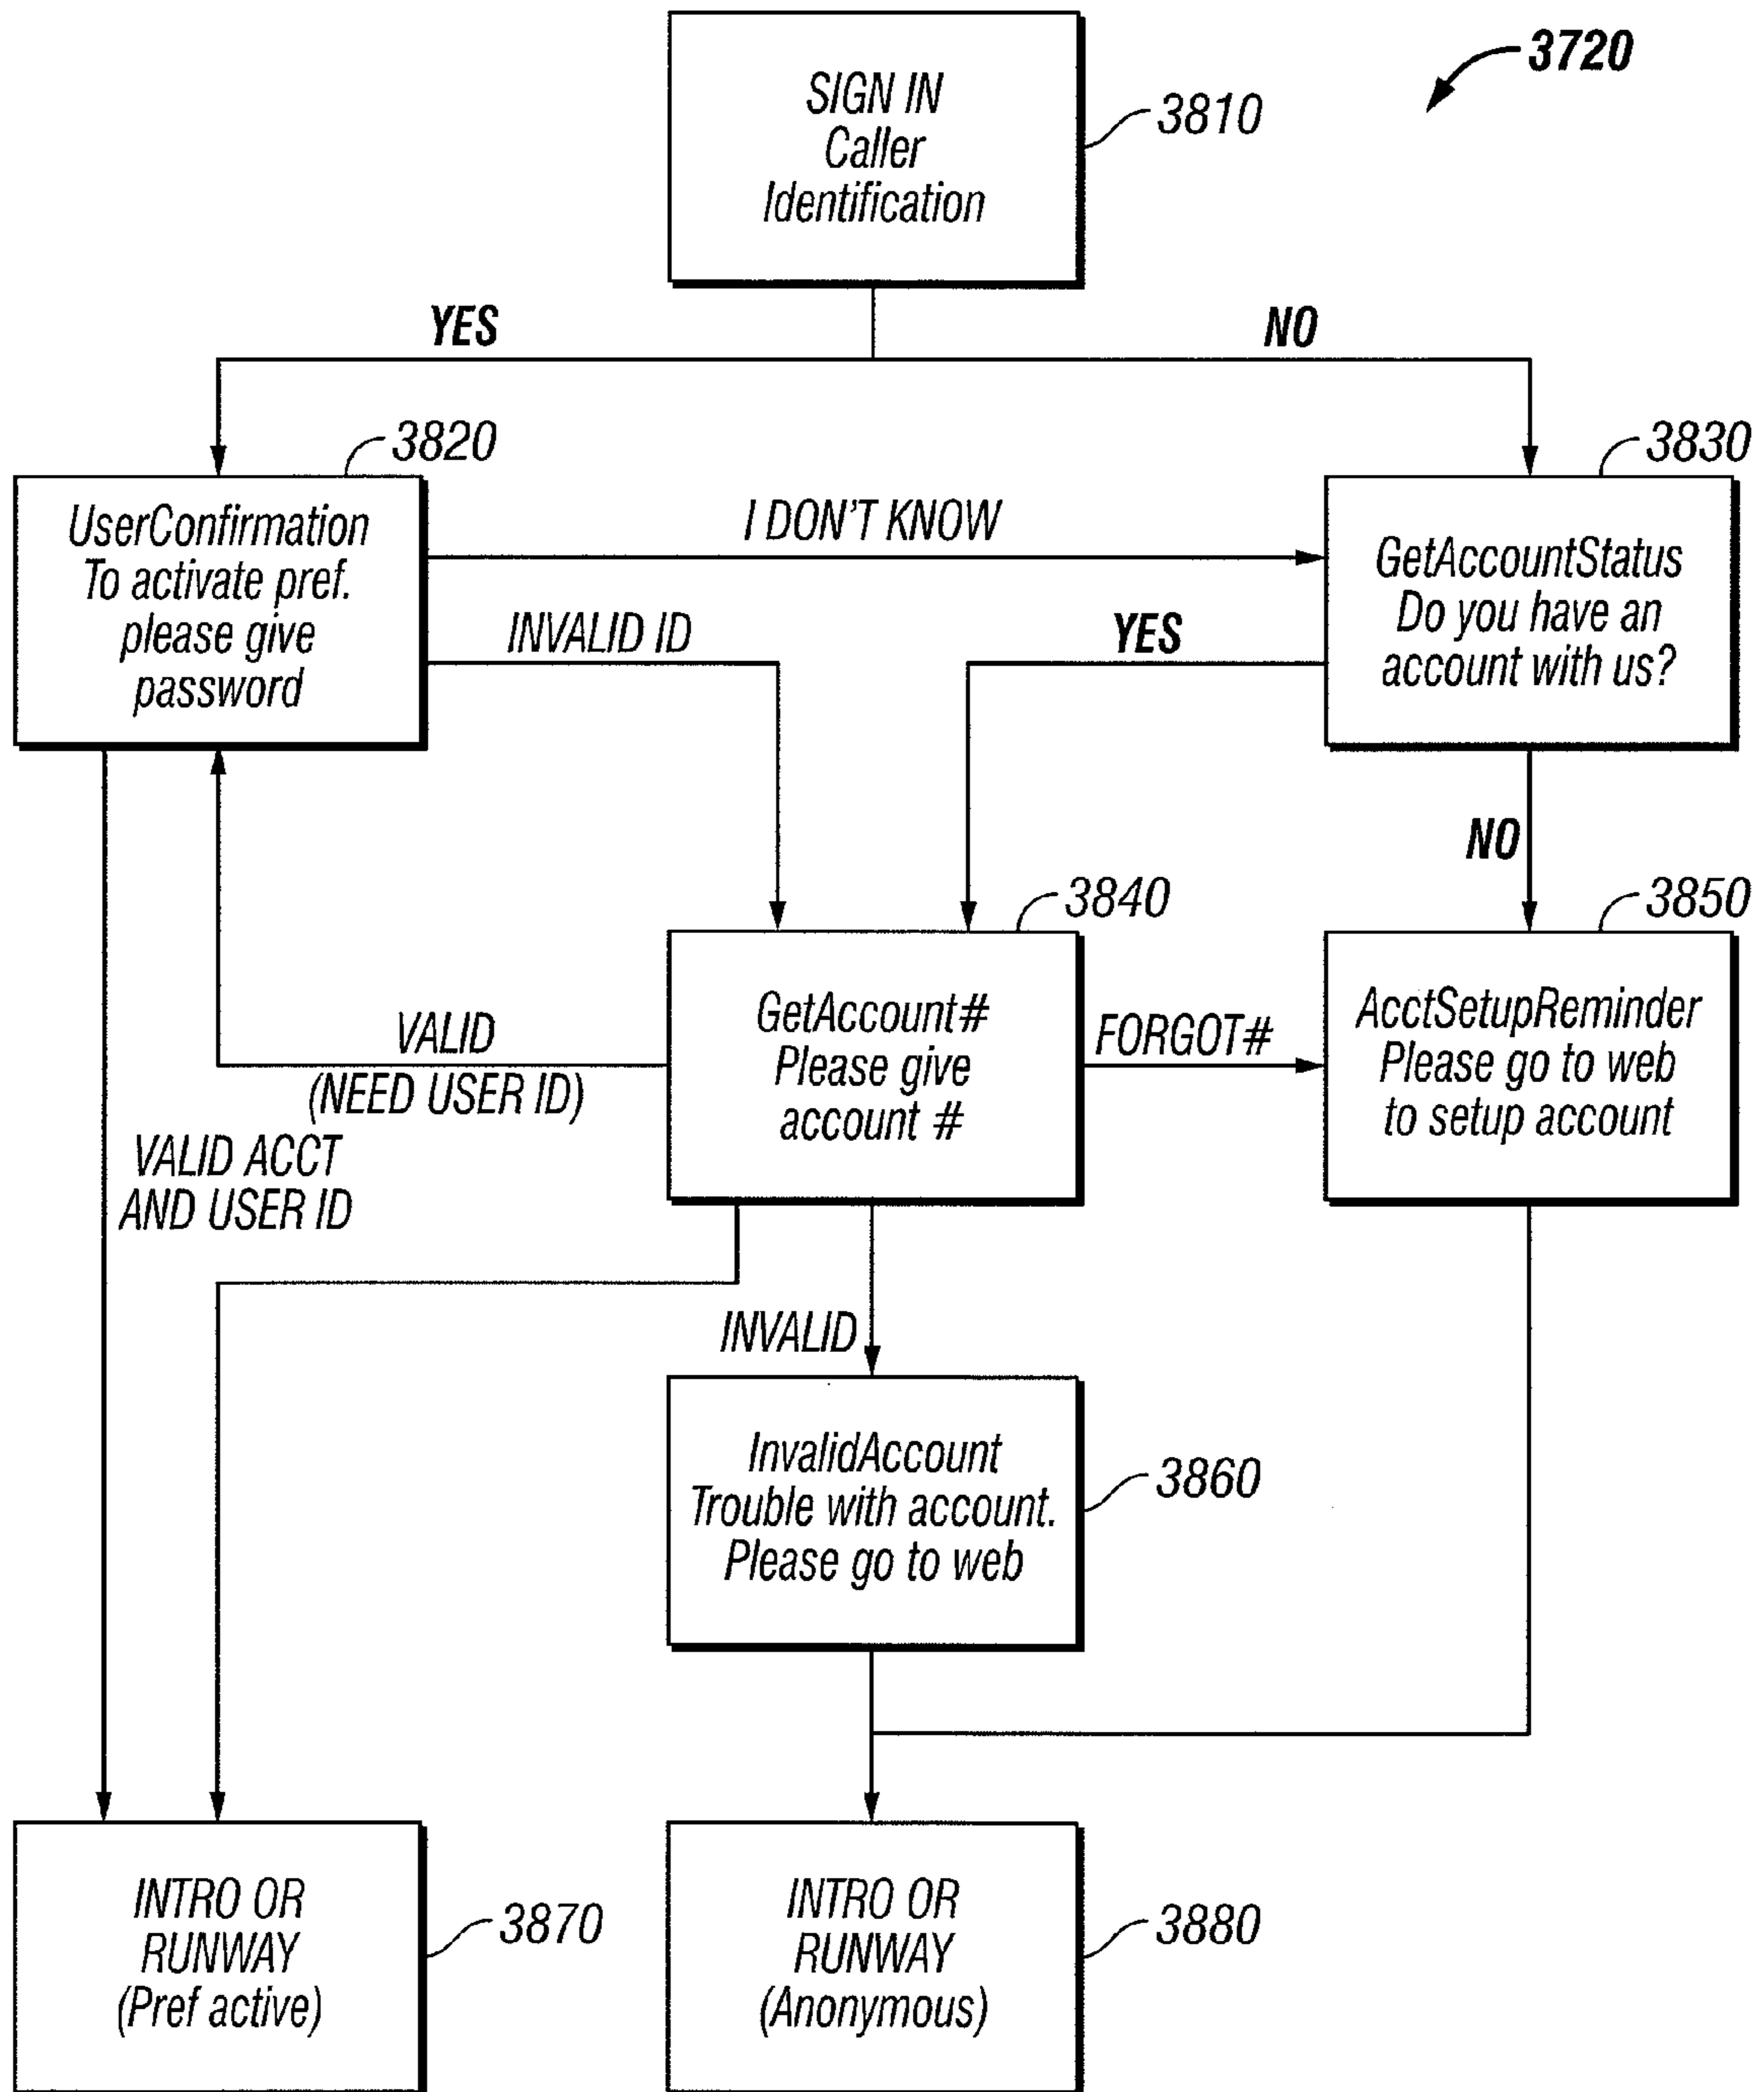 3720
SIGN IN
Caller
Identification
3810
YES
NO
3820
3830
UserConfirmation
To activate pref.
please give
password
I DON'T KNOW
INVALID ID
YES
GetAccountStatus
Do you have an
account with us?
NO
3840
3850
GetAccount#
Please give
account #
VALID
(NEED USER ID)
FORGOT#
AcctSetupReminder
Please go to web
to setup account
VALID ACCT
AND USER ID
INVALID
InvalidAccount
Trouble with account.
Please go to web
3860
INTRO OR
RUNWAY
(Pref active)
3870
INTRO OR
RUNWAY
(Anonymous)
3880